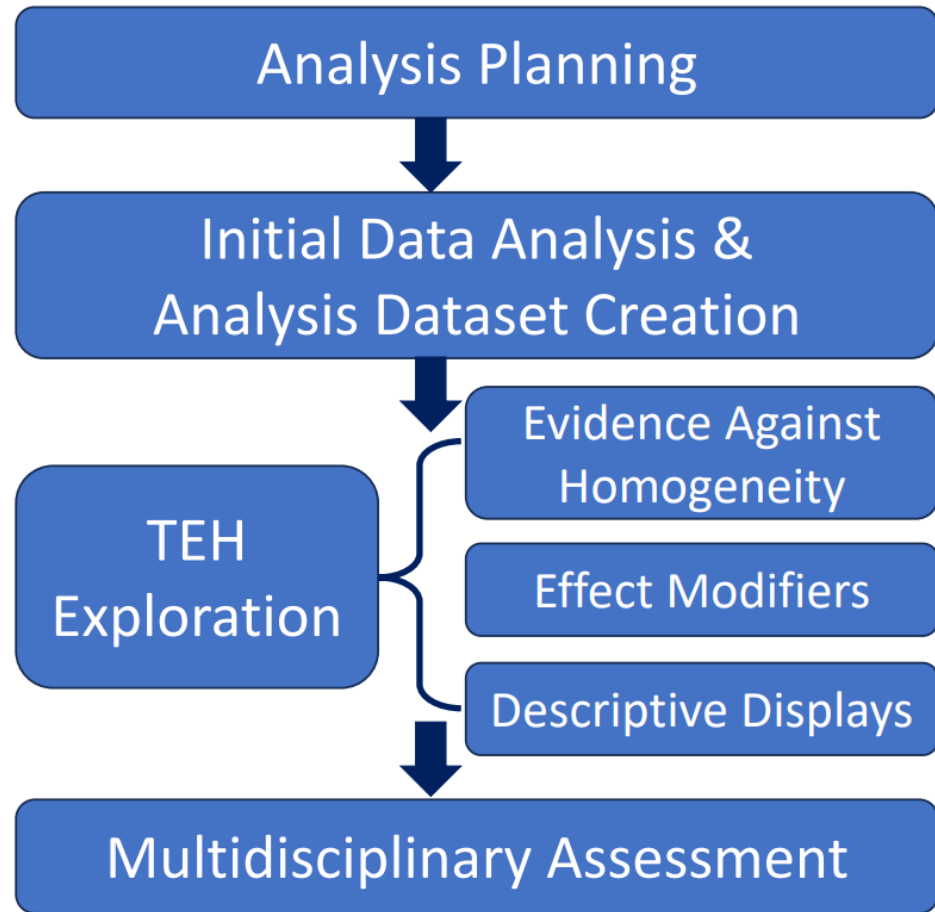 Analysis Planning
Initial Data Analysis &
Analysis Dataset Creation
TEH
Exploration
Evidence Against
Homogeneity
Effect Modifiers
Descriptive Displays
Multidisciplinary Assessment